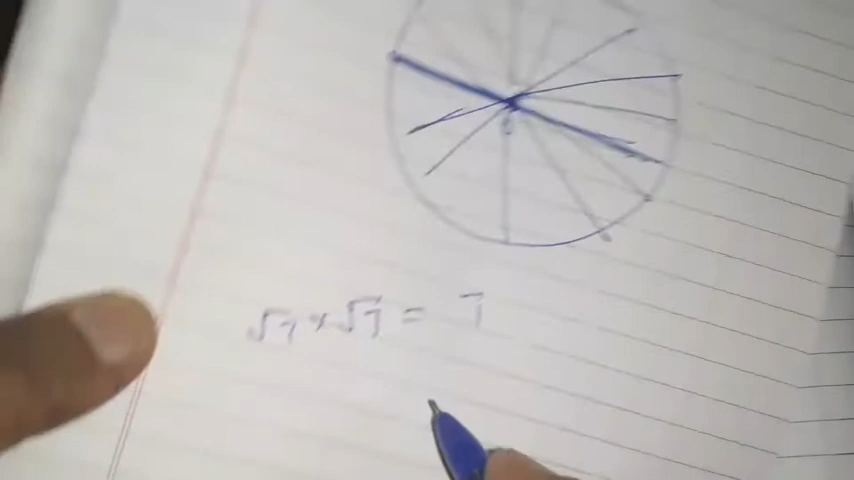 √7 × √7 = 7